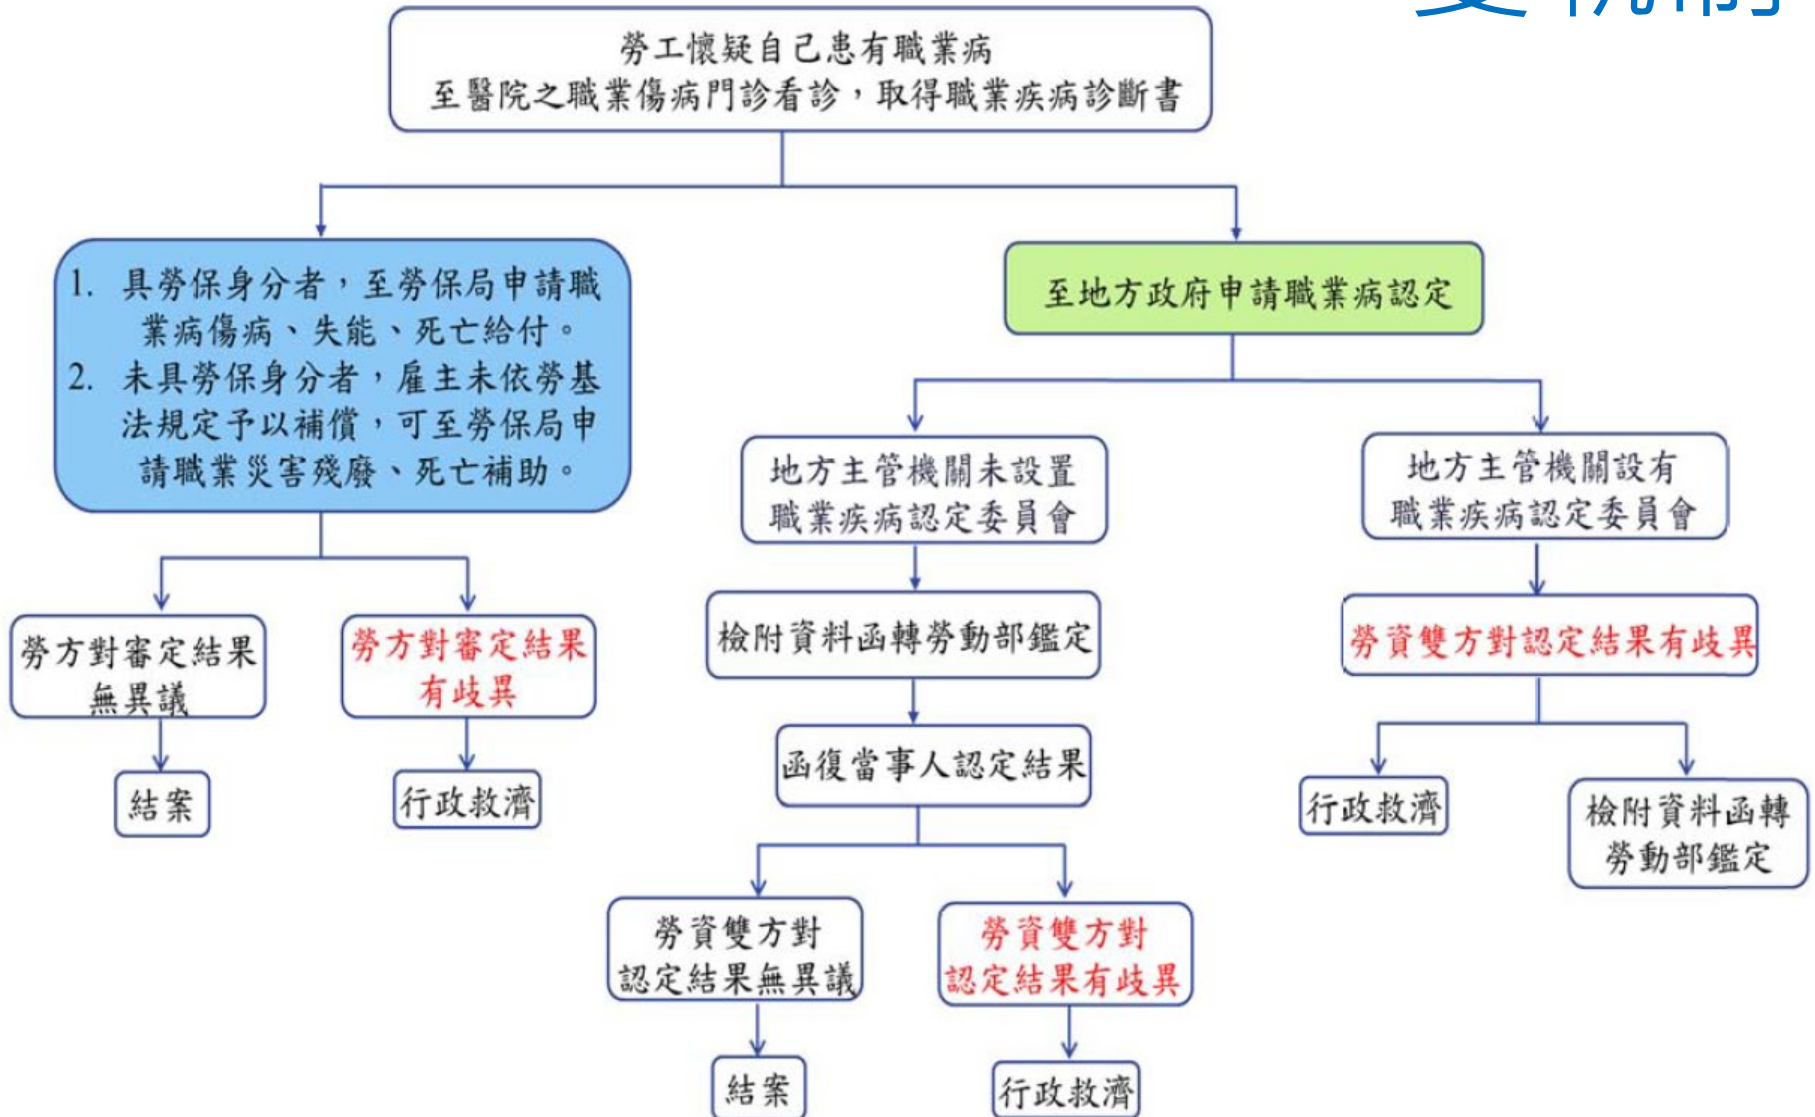 雙軌制
勞工懷疑自己患有職業病
至醫院之職業傷病門診看診，取得職業疾病診斷書
1. 具勞保身分者，至勞保局申請職
業病傷病、失能、死亡給付。
2. 未具勞保身分者，雇主未依勞基
法規定予以補償，可至勞保局申
請職業災害殘廢、死亡補助。
至地方政府申請職業病認定
地方主管機關未設置
職業疾病認定委員會
地方主管機關設有
職業疾病認定委員會
勞方對審定結果
無異議
勞方對審定結果
有歧異
檢附資料函轉勞動部鑑定
勞資雙方對認定結果有歧異
結案
行政救濟
函復當事人認定結果
行政救濟
檢附資料函轉
勞動部鑑定
勞資雙方對
認定結果無異議
勞資雙方對
認定結果有歧異
結案
行政救濟